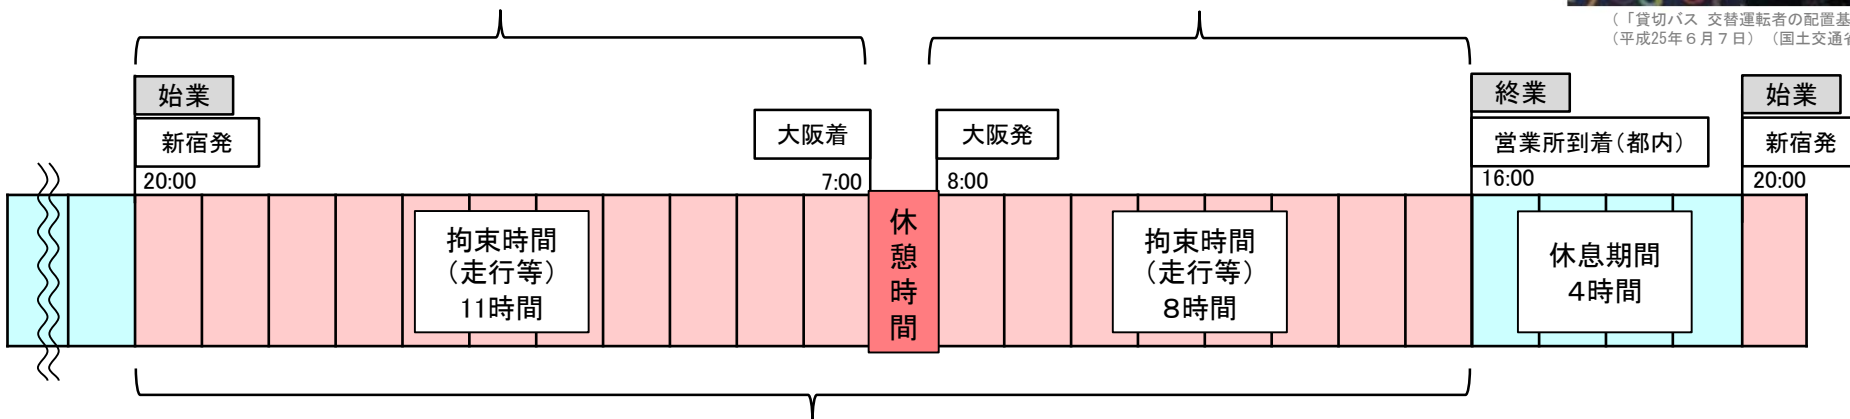 （「貸切バス 交替運転者の配置基
（平成25年６月７日）（国土交通省
始業
新宿発
20:00
大阪着
7:00
大阪発
8:00
終業
営業所到着（都内）
16:00
始業
新宿発
20:00
拘束時間
（走行等）
11時間
休憩時間
拘束時間
（走行等）
８時間
休息期間
４時間